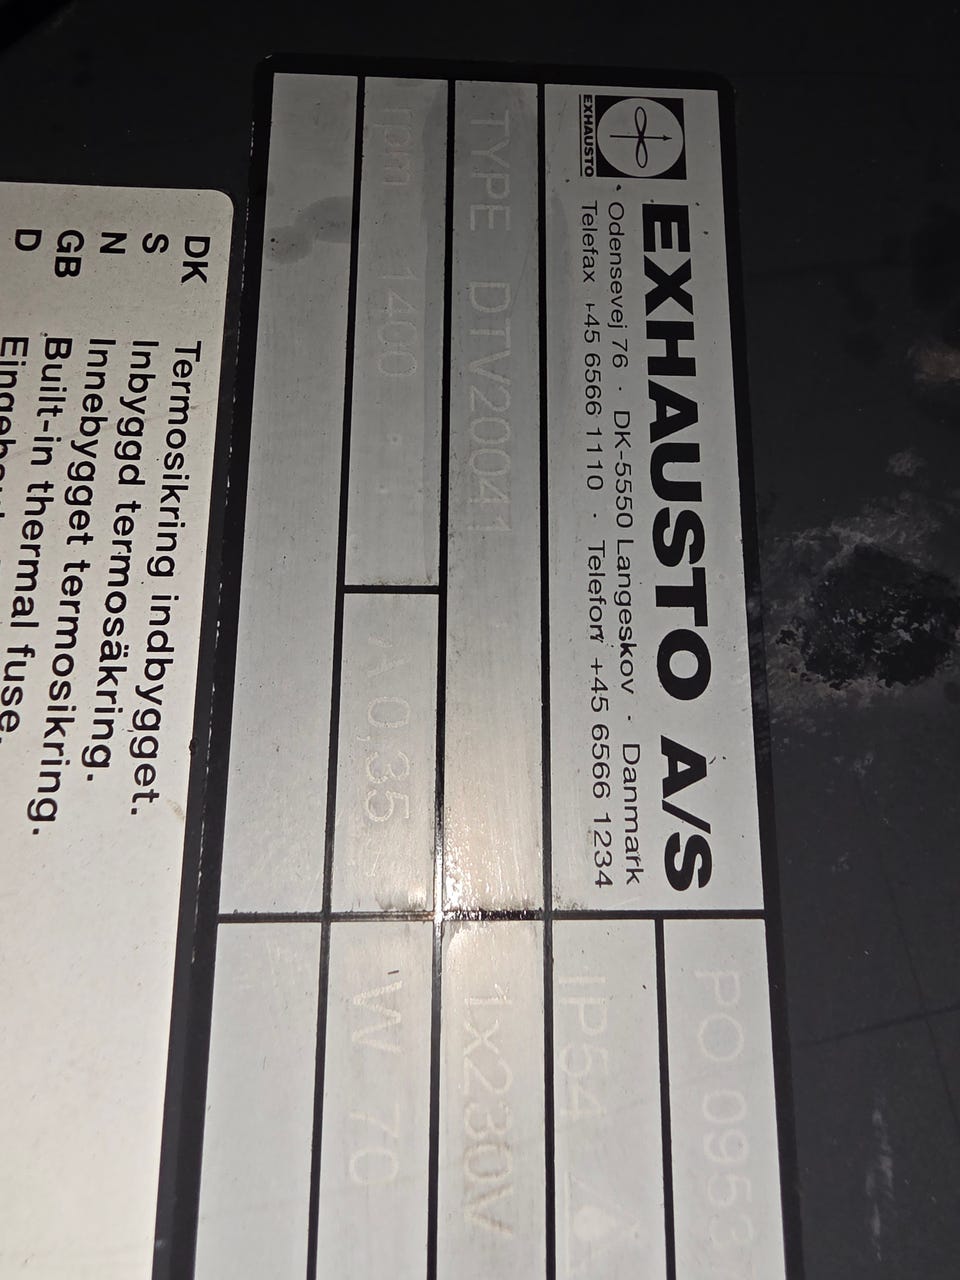 EXHAUSTO
EXHAUSTO A/S
Odensevej 76 · DK-5550 Langeskov · Danmark
Telefax +45 6566 1110 · Telefon +45 6566 1234
PO 0953
IP54
TYPE DTV20041
1X230V
rpm 1400
A 0,35
W 70
DK Termosikring indbygget.
S Inbyggd termosäkring.
N Innebygget termosikring.
GB Built-in thermal fuse.
D